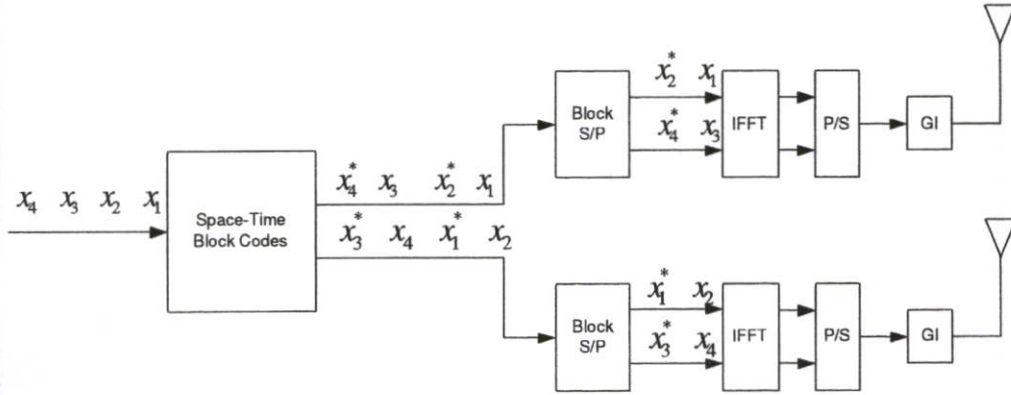 x₂* x₁
Block S/P
x₄* x₃
IFFT
P/S
GI
x₄ x₃ x₂ x₁
Space-Time Block Codes
x₄* x₃ x₂* x₁
x₃* x₄ x₁* x₂
x₁* x₂
Block S/P
x₃* x₄
IFFT
P/S
GI